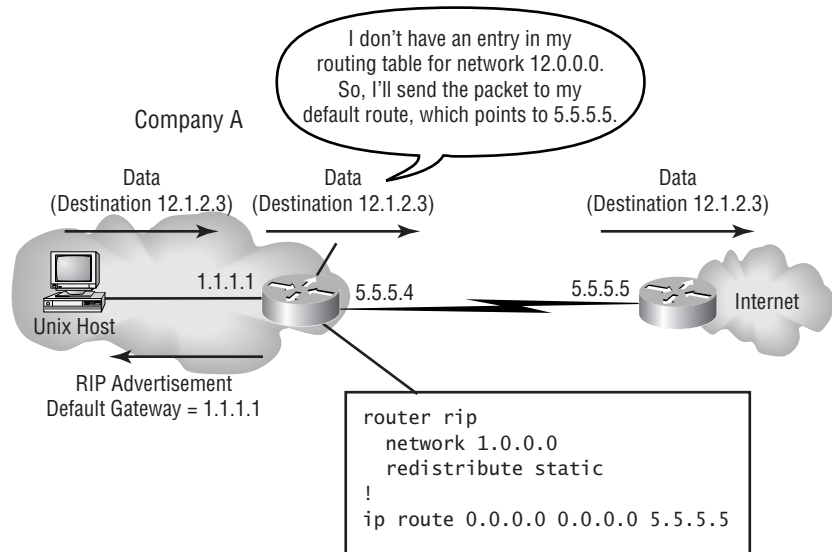 I don't have an entry in my
routing table for network 12.0.0.0.
So, I'll send the packet to my
default route, which points to 5.5.5.5.
Company A
Data
(Destination 12.1.2.3)
Data
(Destination 12.1.2.3)
Data
(Destination 12.1.2.3)
1.1.1.1
5.5.5.4
5.5.5.5
Internet
Unix Host
RIP Advertisement
Default Gateway = 1.1.1.1
router rip
network 1.0.0.0
redistribute static
!
ip route 0.0.0.0 0.0.0.0 5.5.5.5